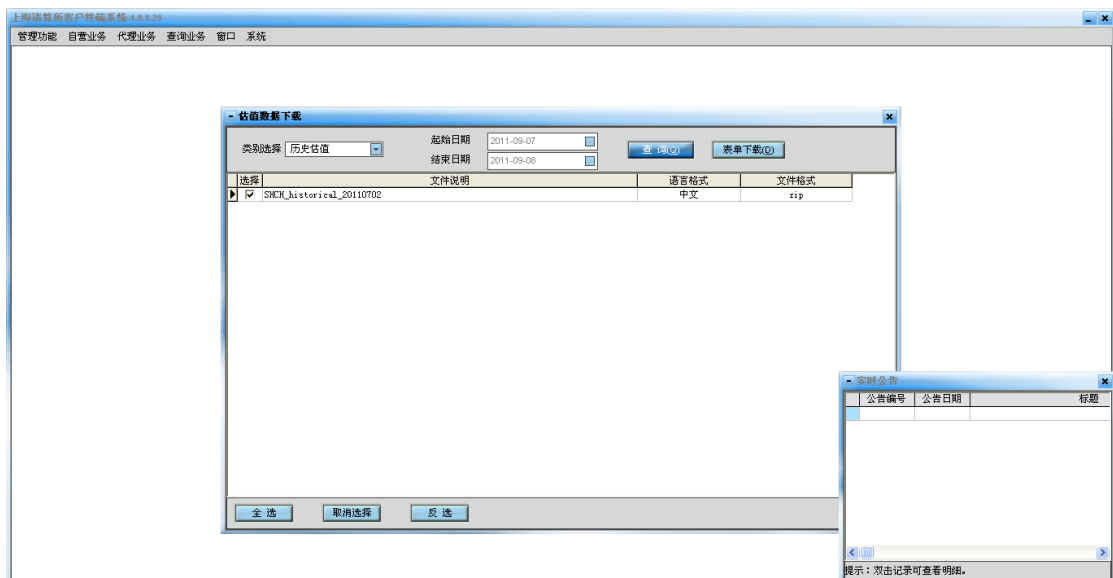 上海清算所客户终端系统-1.0.1.29
管理功能 自营业务 代理业务 查询业务 窗口 系统
估值数据下载
类别选择 历史估值
起始日期 2011-09-07
结束日期 2011-09-08
查 询(Q) 表单下载(D)
选择 文件说明 语言格式 文件格式
SHCH_historical_20110702 中文 zip
全 选 取消选择 反 选
实时公告
公告编号 公告日期 标题
提示：双击记录可查看明细。